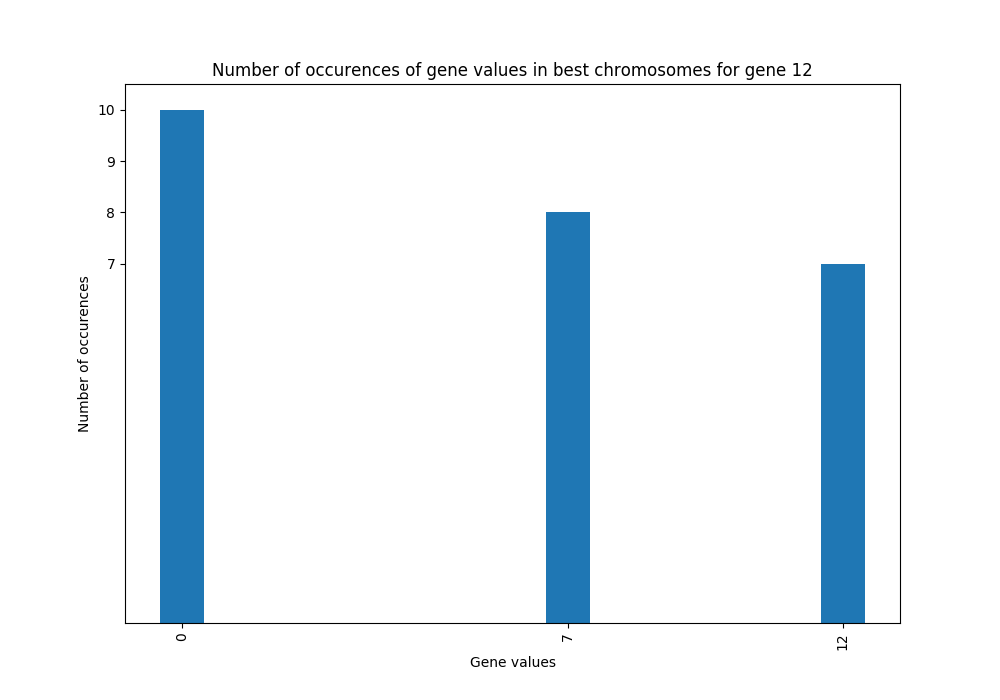 Number of occurences of gene values in best chromosomes for gene 12
10
9
8
7
Number of occurences
0
7
12
Gene values